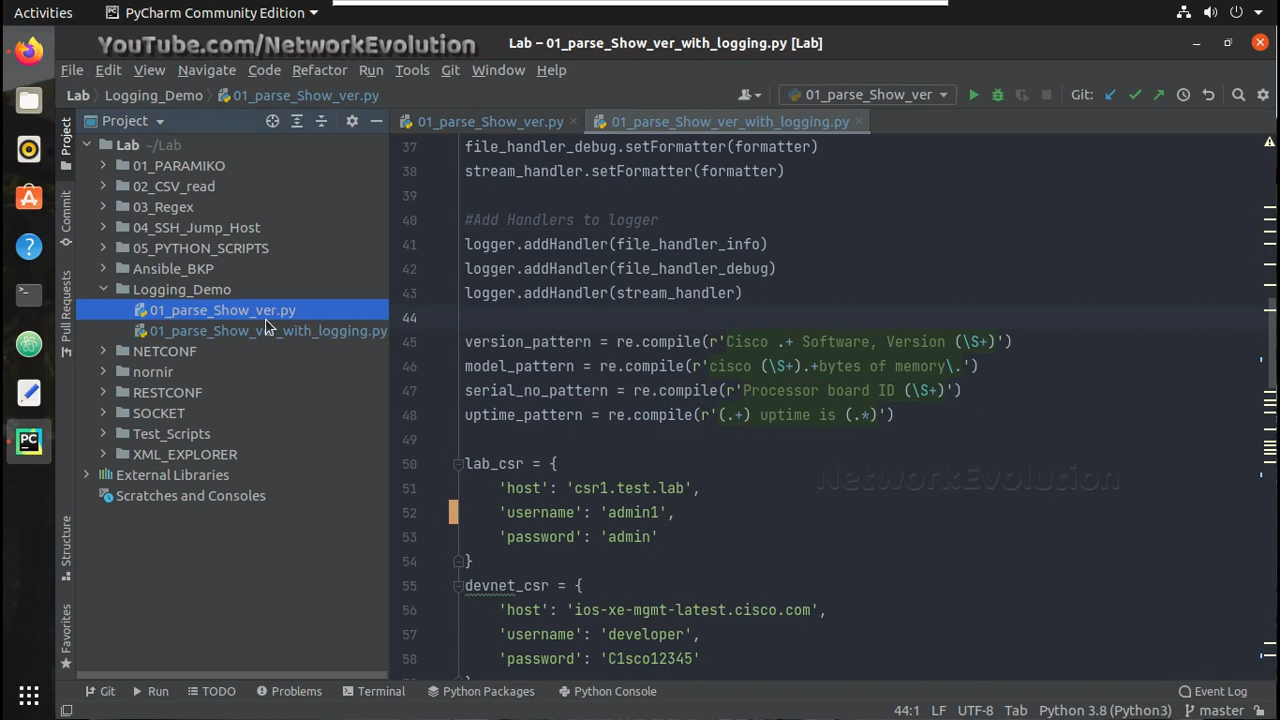 Activities PyCharm Community Edition
YouTube.com/NetworkEvolution Lab – 01_parse_Show_ver_with_logging.py [Lab]
File Edit View Navigate Code Refactor Run Tools Git Window Help
Lab Logging_Demo 01_parse_Show_ver.py 01_parse_Show_ver Git:
Project 01_parse_Show_ver.py 01_parse_Show_ver_with_logging.py
Project
Commit
Pull Requests
Structure
Favorites
Lab ~/Lab
01_PARAMIKO
02_CSV_read
03_Regex
04_SSH_Jump_Host
05_PYTHON_SCRIPTS
Ansible_BKP
Logging_Demo
01_parse_Show_ver.py
01_parse_Show_ver_with_logging.py
NETCONF
nornir
RESTCONF
SOCKET
Test_Scripts
XML_EXPLORER
External Libraries
Scratches and Consoles
37 file_handler_debug.setFormatter(formatter)
38 stream_handler.setFormatter(formatter)
39
40 #Add Handlers to logger
41 logger.addHandler(file_handler_info)
42 logger.addHandler(file_handler_debug)
43 logger.addHandler(stream_handler)
44
45 version_pattern = re.compile(r'Cisco .+ Software, Version (\S+)')
46 model_pattern = re.compile(r'cisco (\S+).+bytes of memory\.')
47 serial_no_pattern = re.compile(r'Processor board ID (\S+)')
48 uptime_pattern = re.compile(r'(.+) uptime is (.*)')
49
50 lab_csr = {
51 'host': 'csr1.test.lab',
52 'username': 'admin1',
53 'password': 'admin'
54 }
55 devnet_csr = {
56 'host': 'ios-xe-mgmt-latest.cisco.com',
57 'username': 'developer',
58 'password': 'C1sco12345'
NetworkEvolution
Git Run TODO Problems Terminal Python Packages Python Console Event Log
44:1 LF UTF-8 Tab Python 3.8 (Python3) master